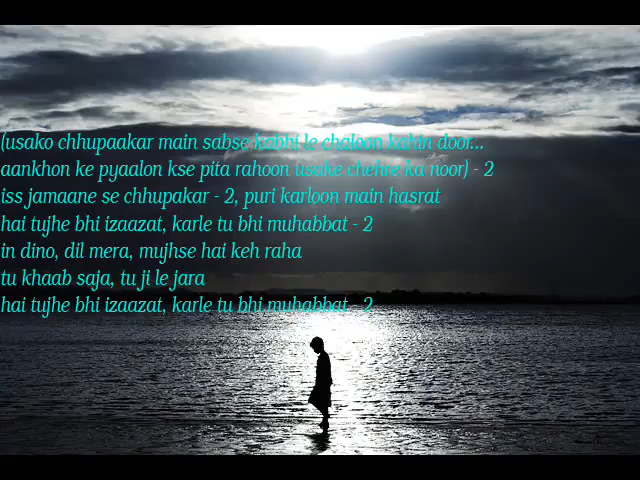 (usako chhupaakar main sabse kabhi le chaloon kahin door...
aankhon ke pyaalon kse pita rahoon usuke chehre ka noor) - 2
iss jamaane se chhupakar - 2, puri karloon main hasrat
hai tujhe bhi izaazat, karle tu bhi muhabbat - 2
in dino, dil mera, mujhse hai keh raha
tu khaab saja, tu ji le jara
hai tujhe bhi izaazat, karle tu bhi muhabbat - 2